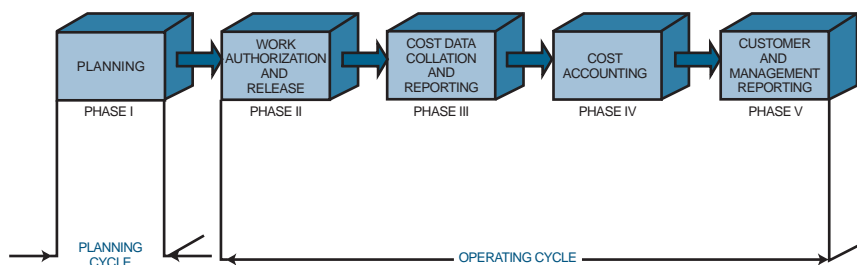 PLANNING
WORK
AUTHORIZATION
AND
RELEASE
COST DATA
COLLATION
AND
REPORTING
COST
ACCOUNTING
CUSTOMER
AND
MANAGEMENT
REPORTING
PHASE I
PHASE II
PHASE III
PHASE IV
PHASE V
PLANNING
CYCLE
OPERATING CYCLE